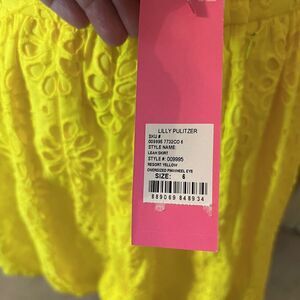 LILLY PULITZER
SKU #
009995 7732CO 6
STYLE NAME:
LEAH SKIRT
STYLE #: 009995
RESORT YELLOW
OVERSIZED PINWHEEL EYE
SIZE: 6
889069 848934